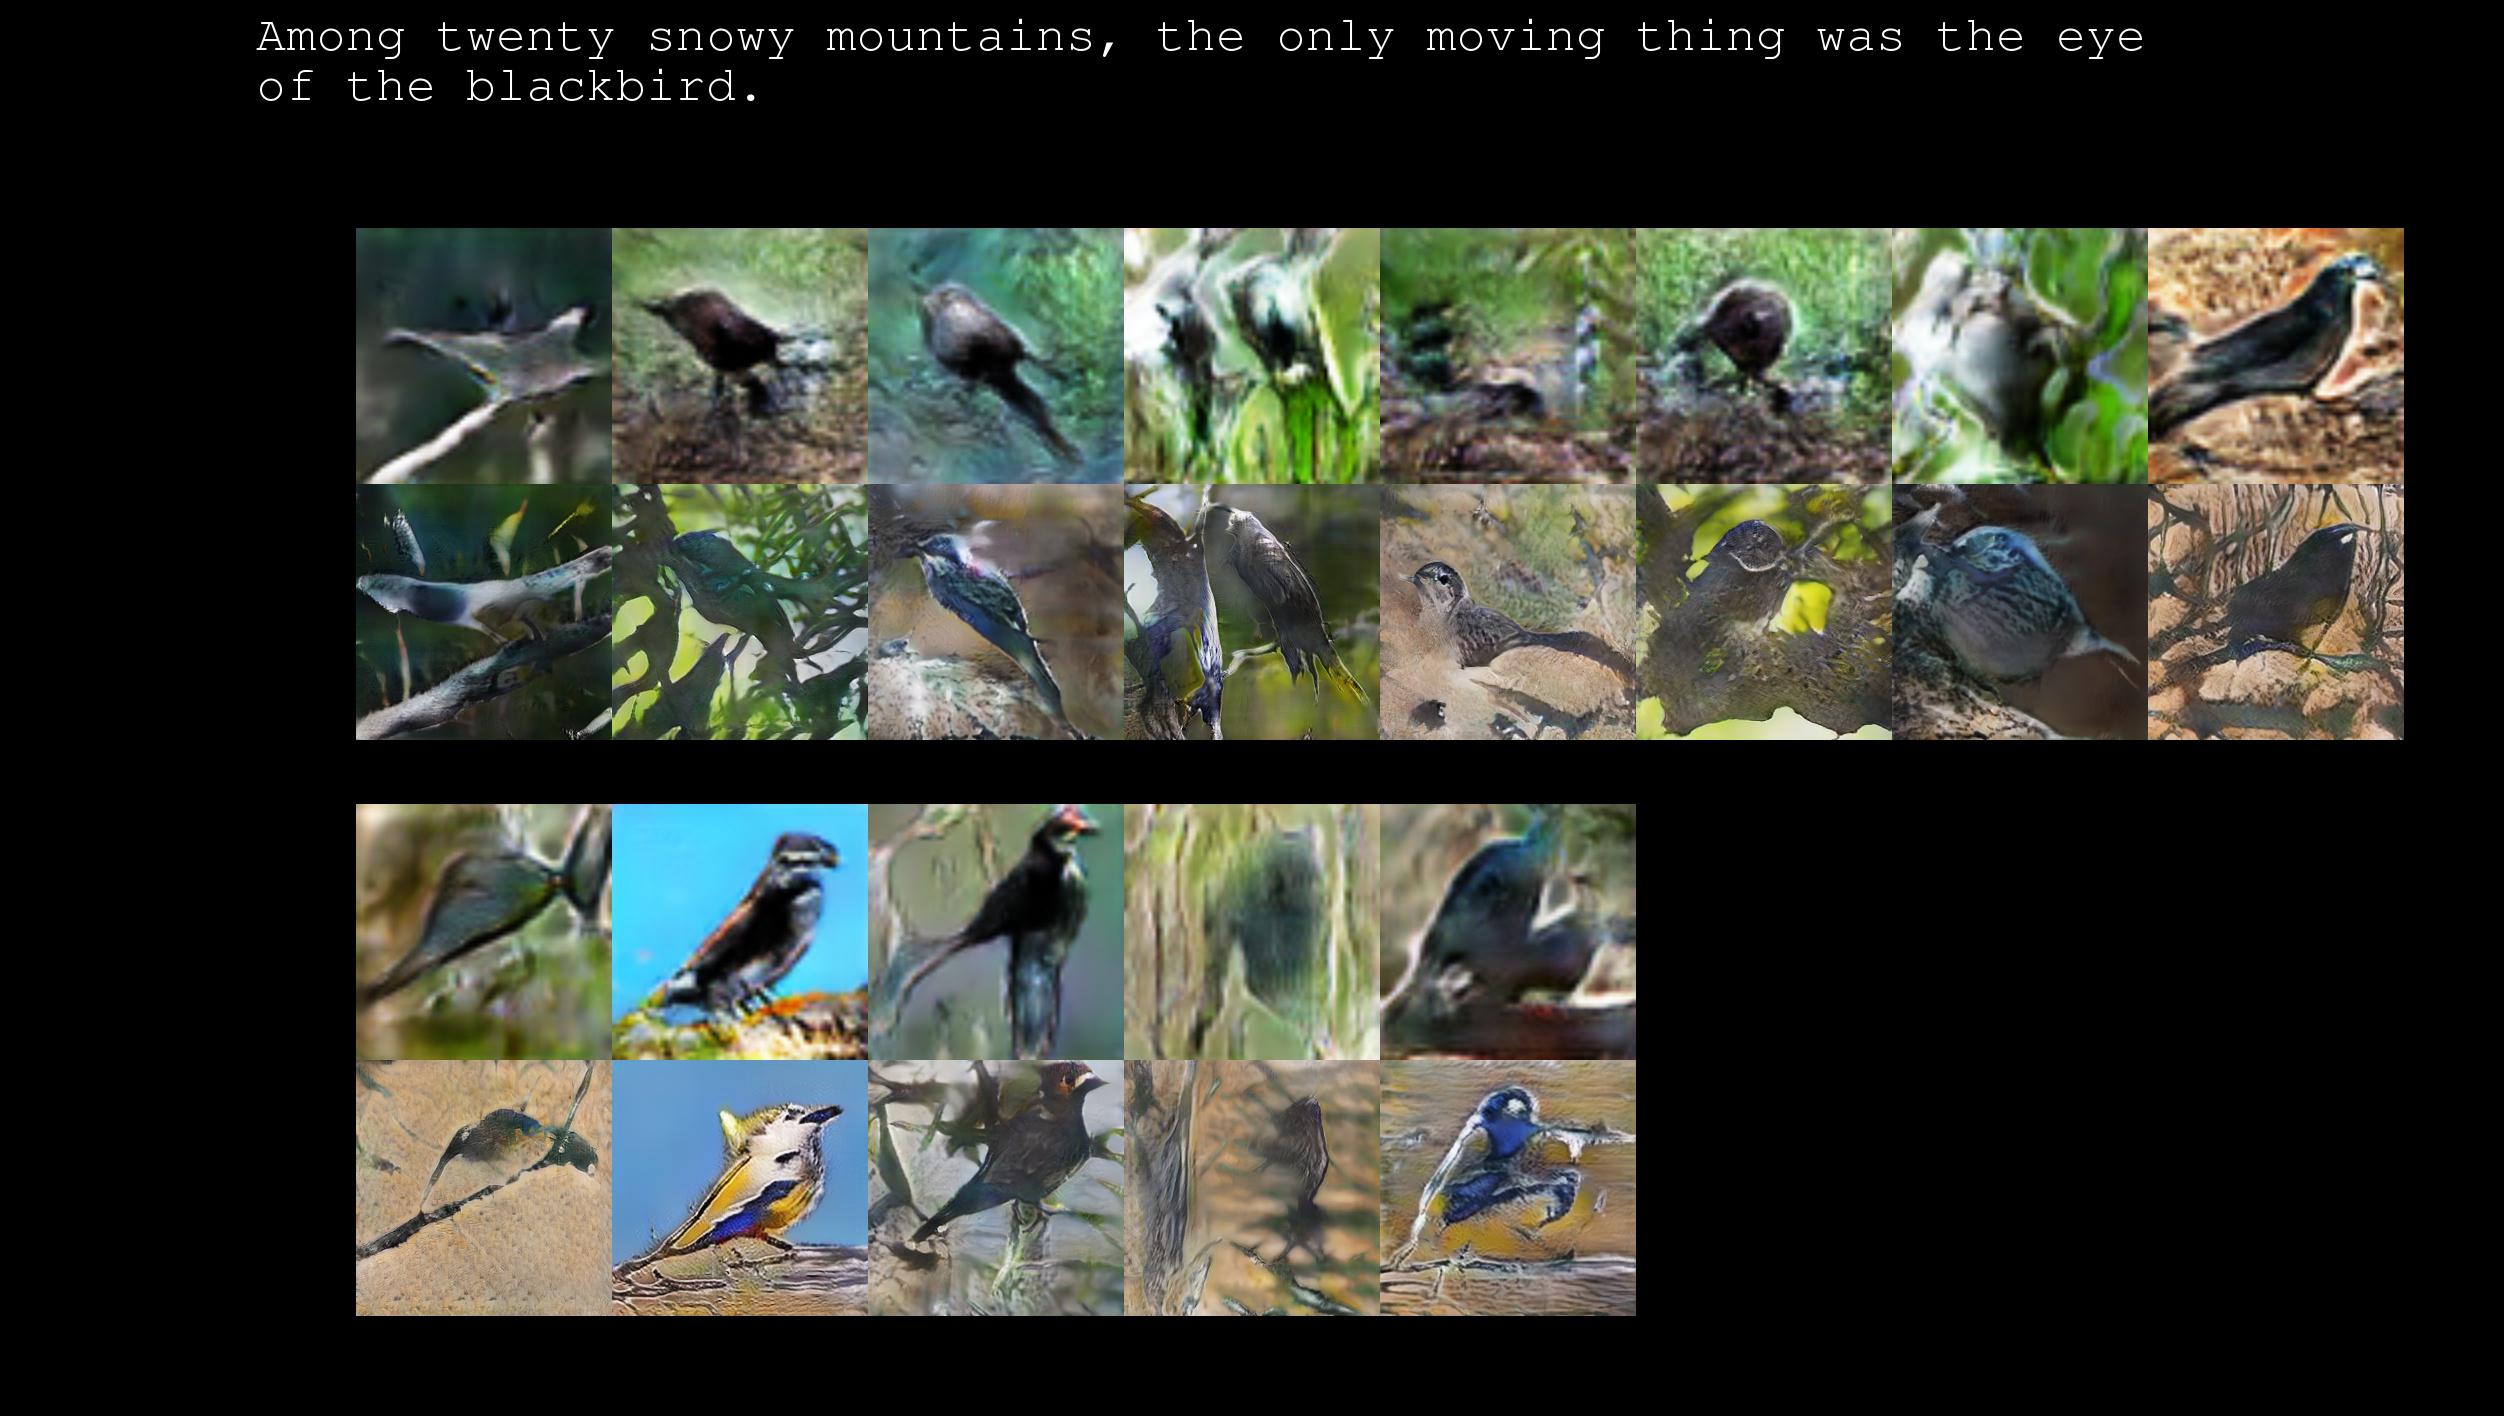 Among twenty snowy mountains, the only moving thing was the eye
of the blackbird.